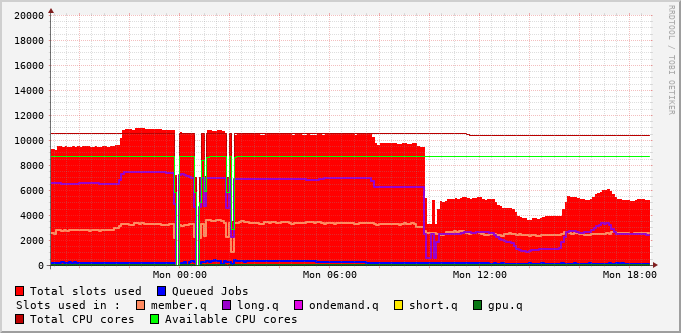 RRDTOOL / TOBI OETIKER
20000
18000
16000
14000
12000
10000
8000
6000
4000
2000
0
Mon 00:00 Mon 06:00 Mon 12:00 Mon 18:00
Total slots used Queued Jobs
Slots used in : member.q long.q ondemand.q short.q gpu.q
Total CPU cores Available CPU cores